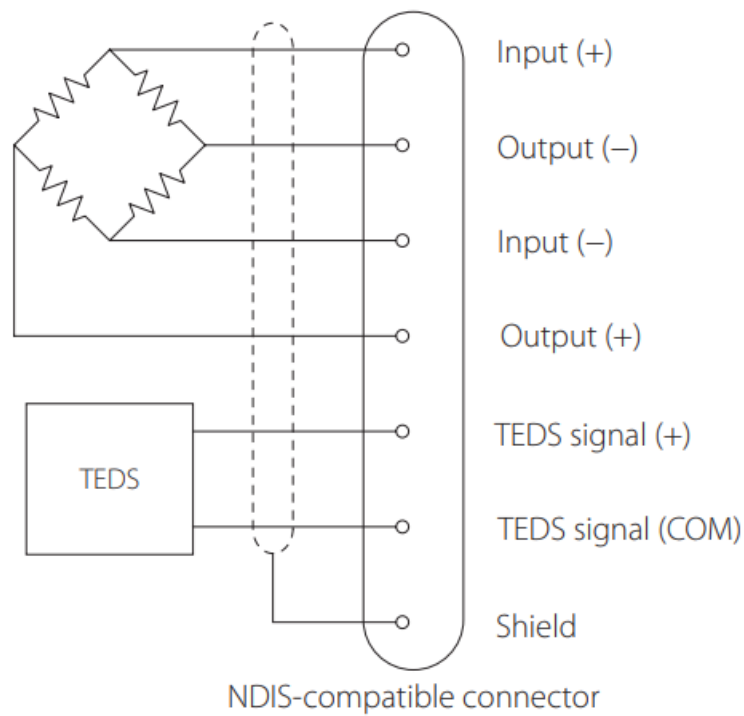 Input (+)
Output (−)
Input (−)
Output (+)
TEDS signal (+)
TEDS
TEDS signal (COM)
Shield
NDIS-compatible connector